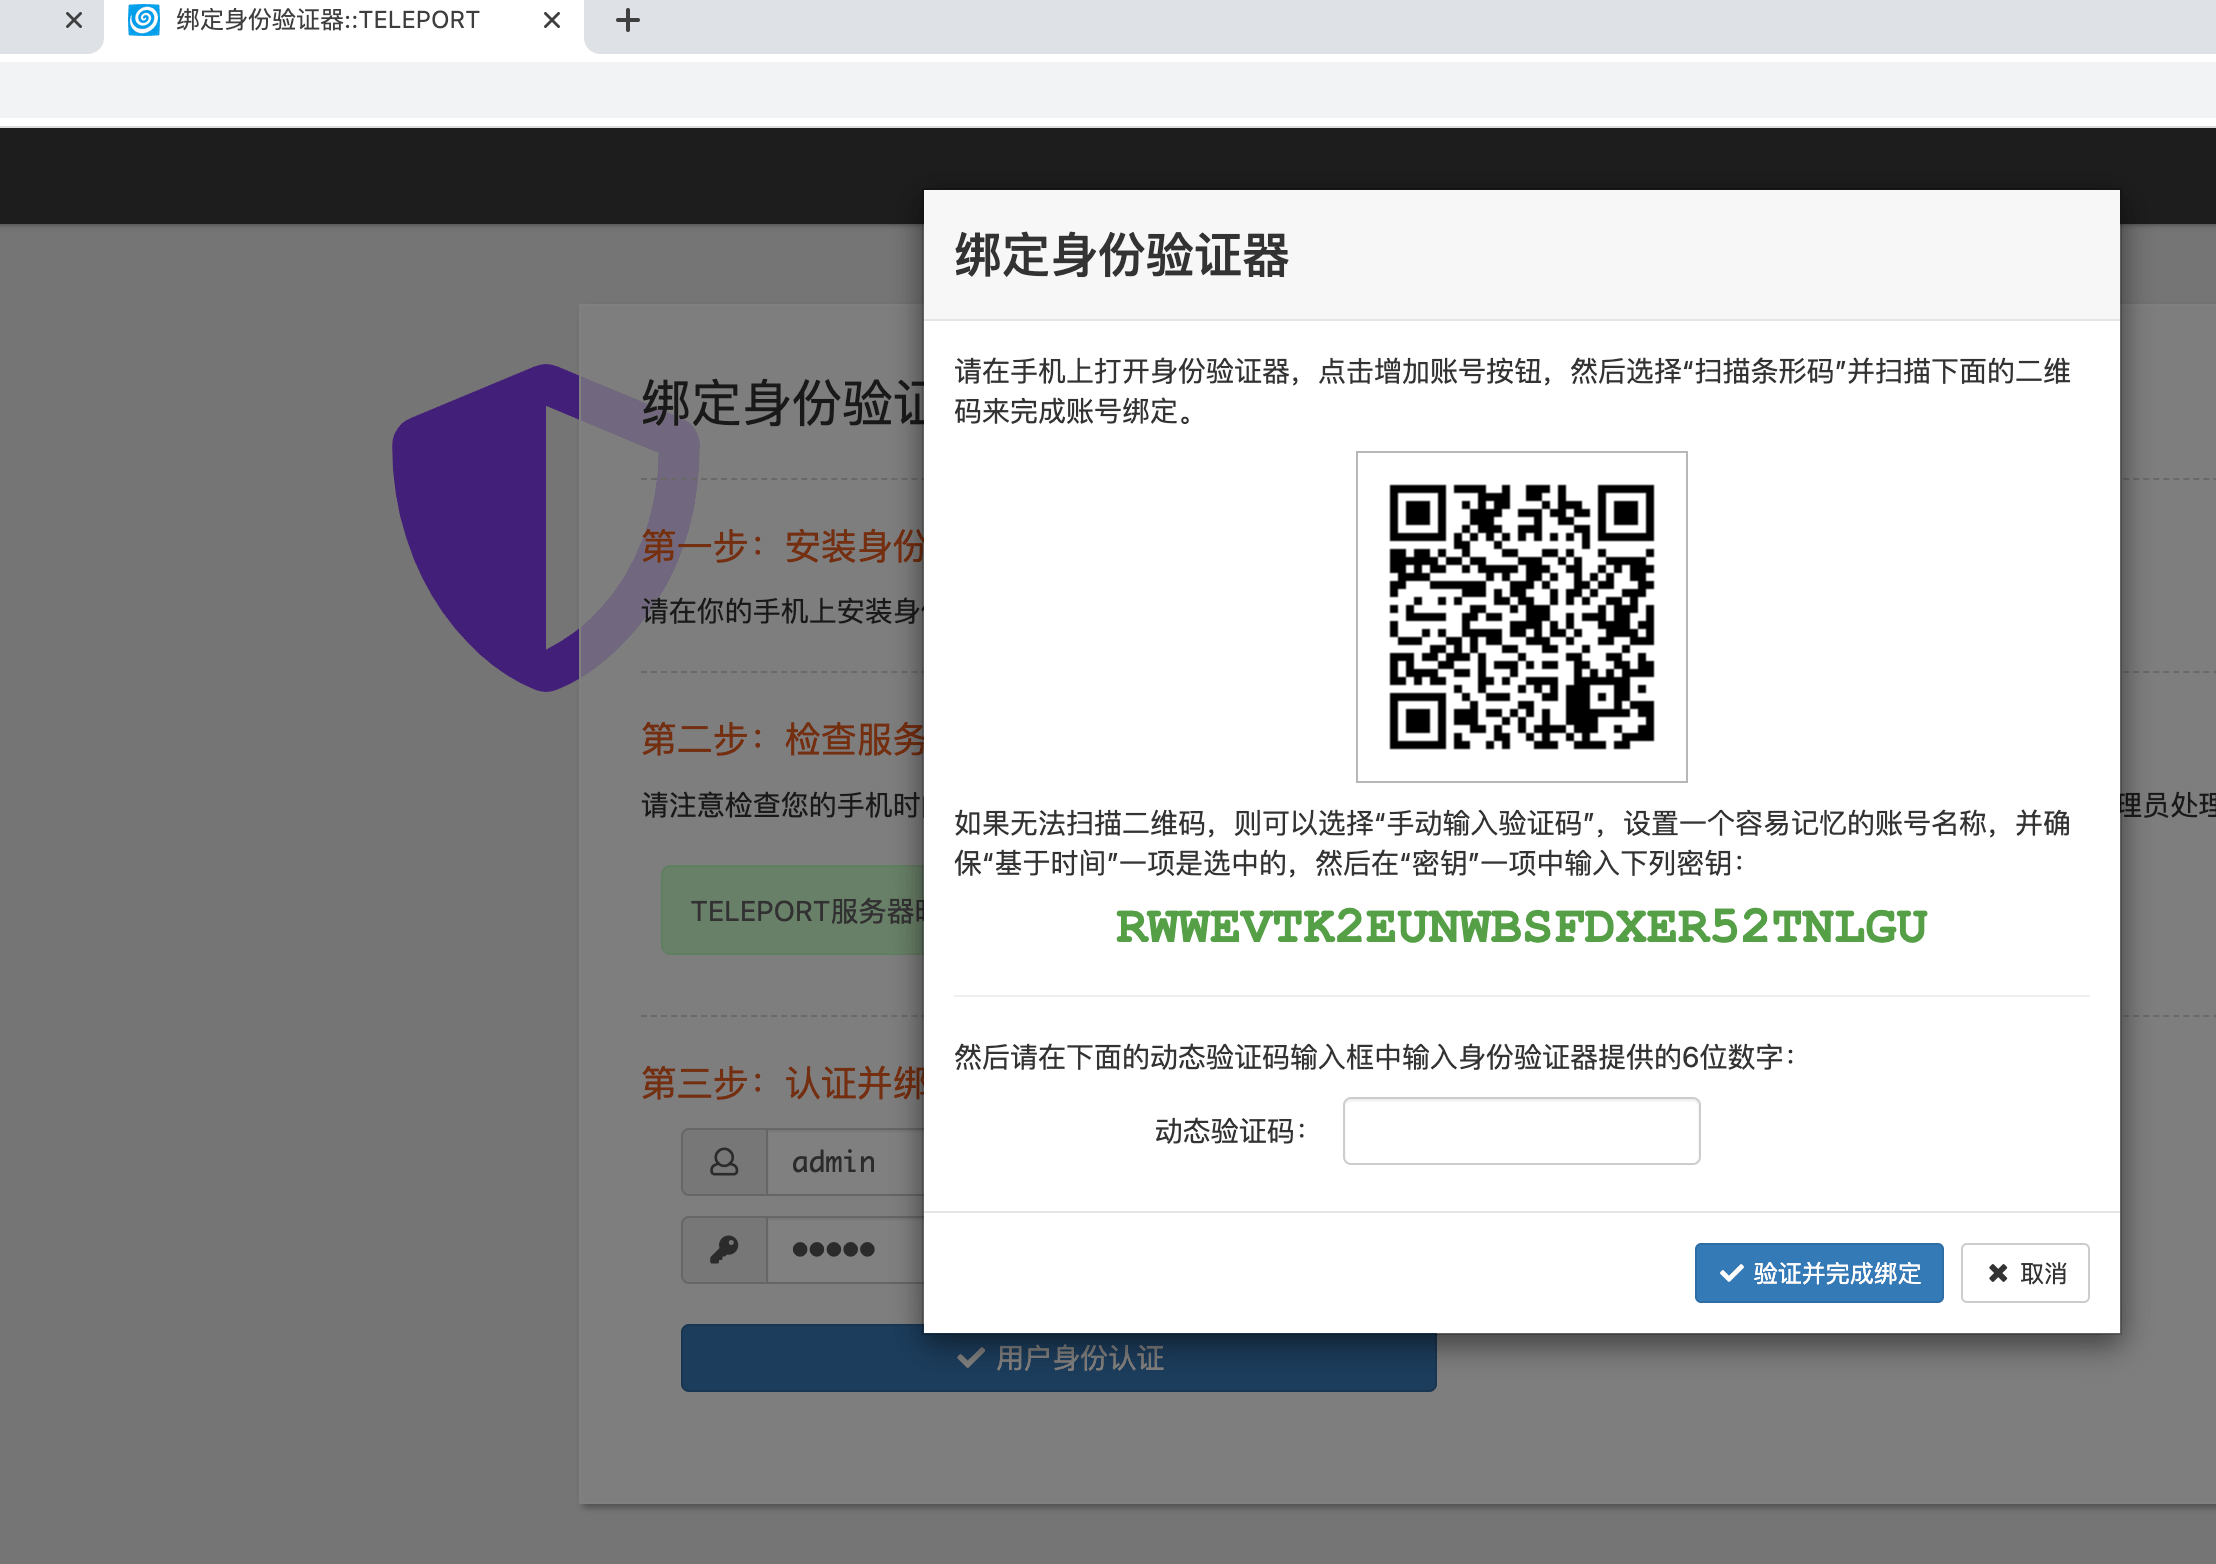 绑定身份验证器::TELEPORT
绑定身份验证器
请在手机上打开身份验证器，点击增加账号按钮，然后选择“扫描条形码”并扫描下面的二维
码来完成账号绑定。
如果无法扫描二维码，则可以选择“手动输入验证码”，设置一个容易记忆的账号名称，并确
保“基于时间”一项是选中的，然后在“密钥”一项中输入下列密钥：
RWWEVTK2EUNWBSFDXER52TNLGU
然后请在下面的动态验证码输入框中输入身份验证器提供的6位数字：
动态验证码：
验证并完成绑定
取消
绑定身份验证
第一步：安装身份
请在你的手机上安装身
第二步：检查服务
请注意检查您的手机时
理员处理
TELEPORT服务器
第三步：认证并绑
admin
用户身份认证